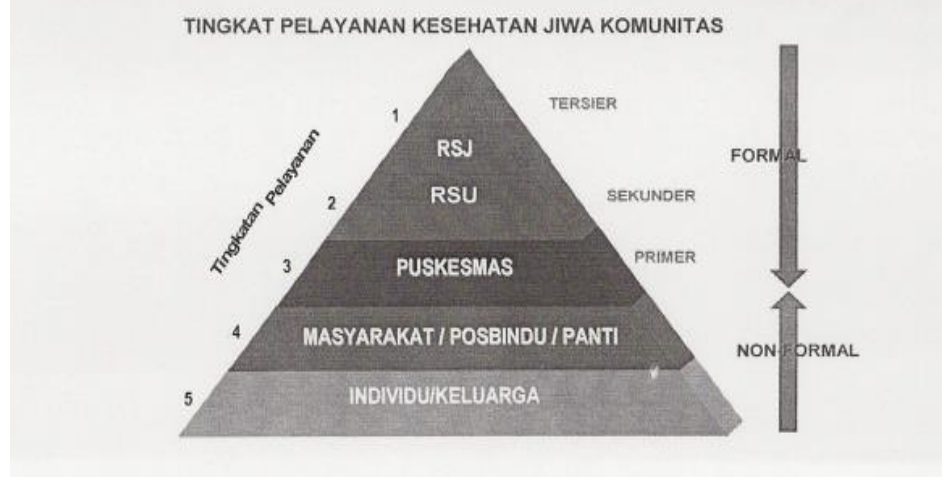 TINGKAT PELAYANAN KESEHATAN JIWA KOMUNITAS
Tingkatan Pelayanan
1
RSJ
TERSIER
2
RSU
SEKUNDER
3
PUSKESMAS
PRIMER
4
MASYARAKAT / POSBINDU / PANTI
5
INDIVIDU/KELUARGA
FORMAL
NON-FORMAL